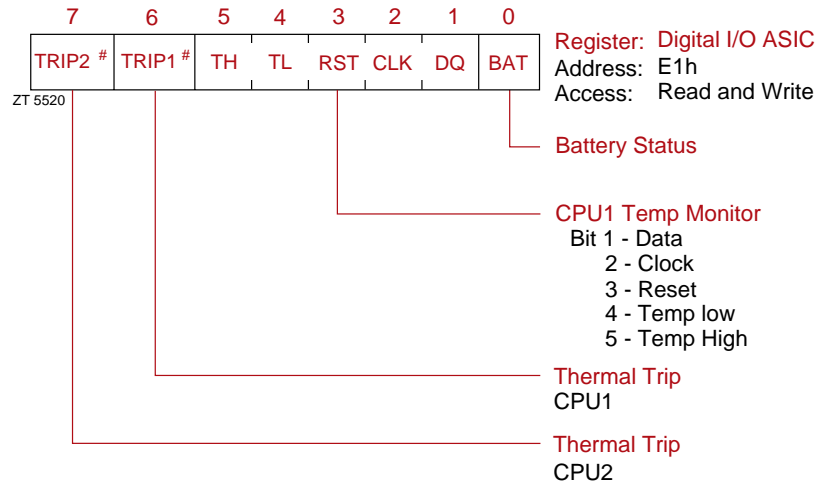 7 6 5 4 3 2 1 0
TRIP2 # TRIP1 # TH TL RST CLK DQ BAT
ZT 5520
Register: Digital I/O ASIC
Address: E1h
Access: Read and Write
Battery Status
CPU1 Temp Monitor
Bit 1 - Data
2 - Clock
3 - Reset
4 - Temp low
5 - Temp High
Thermal Trip
CPU1
Thermal Trip
CPU2